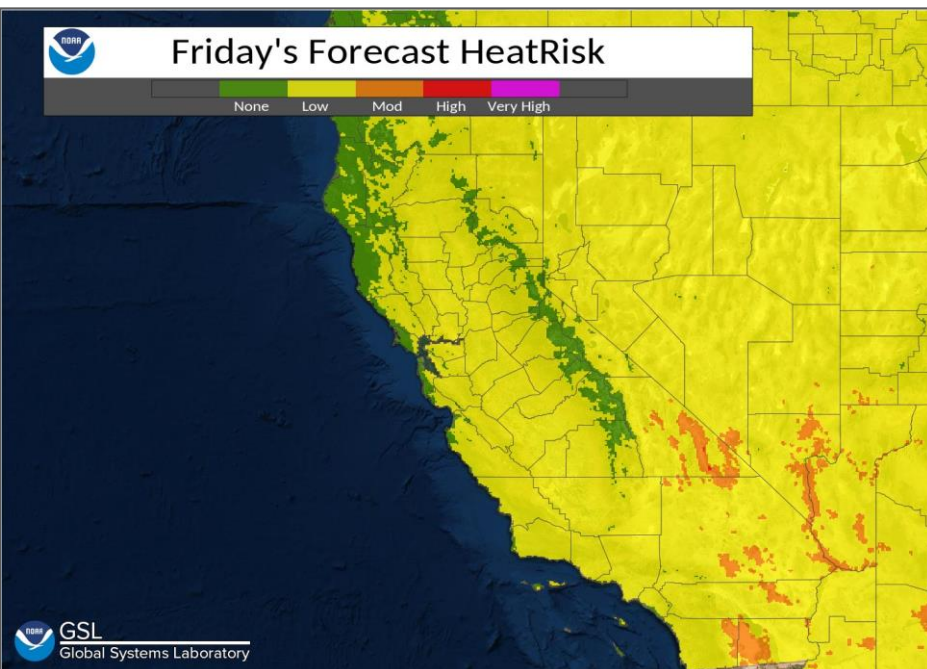 NOAA
Friday's Forecast HeatRisk
None Low Mod High Very High
NOAA
GSL
Global Systems Laboratory